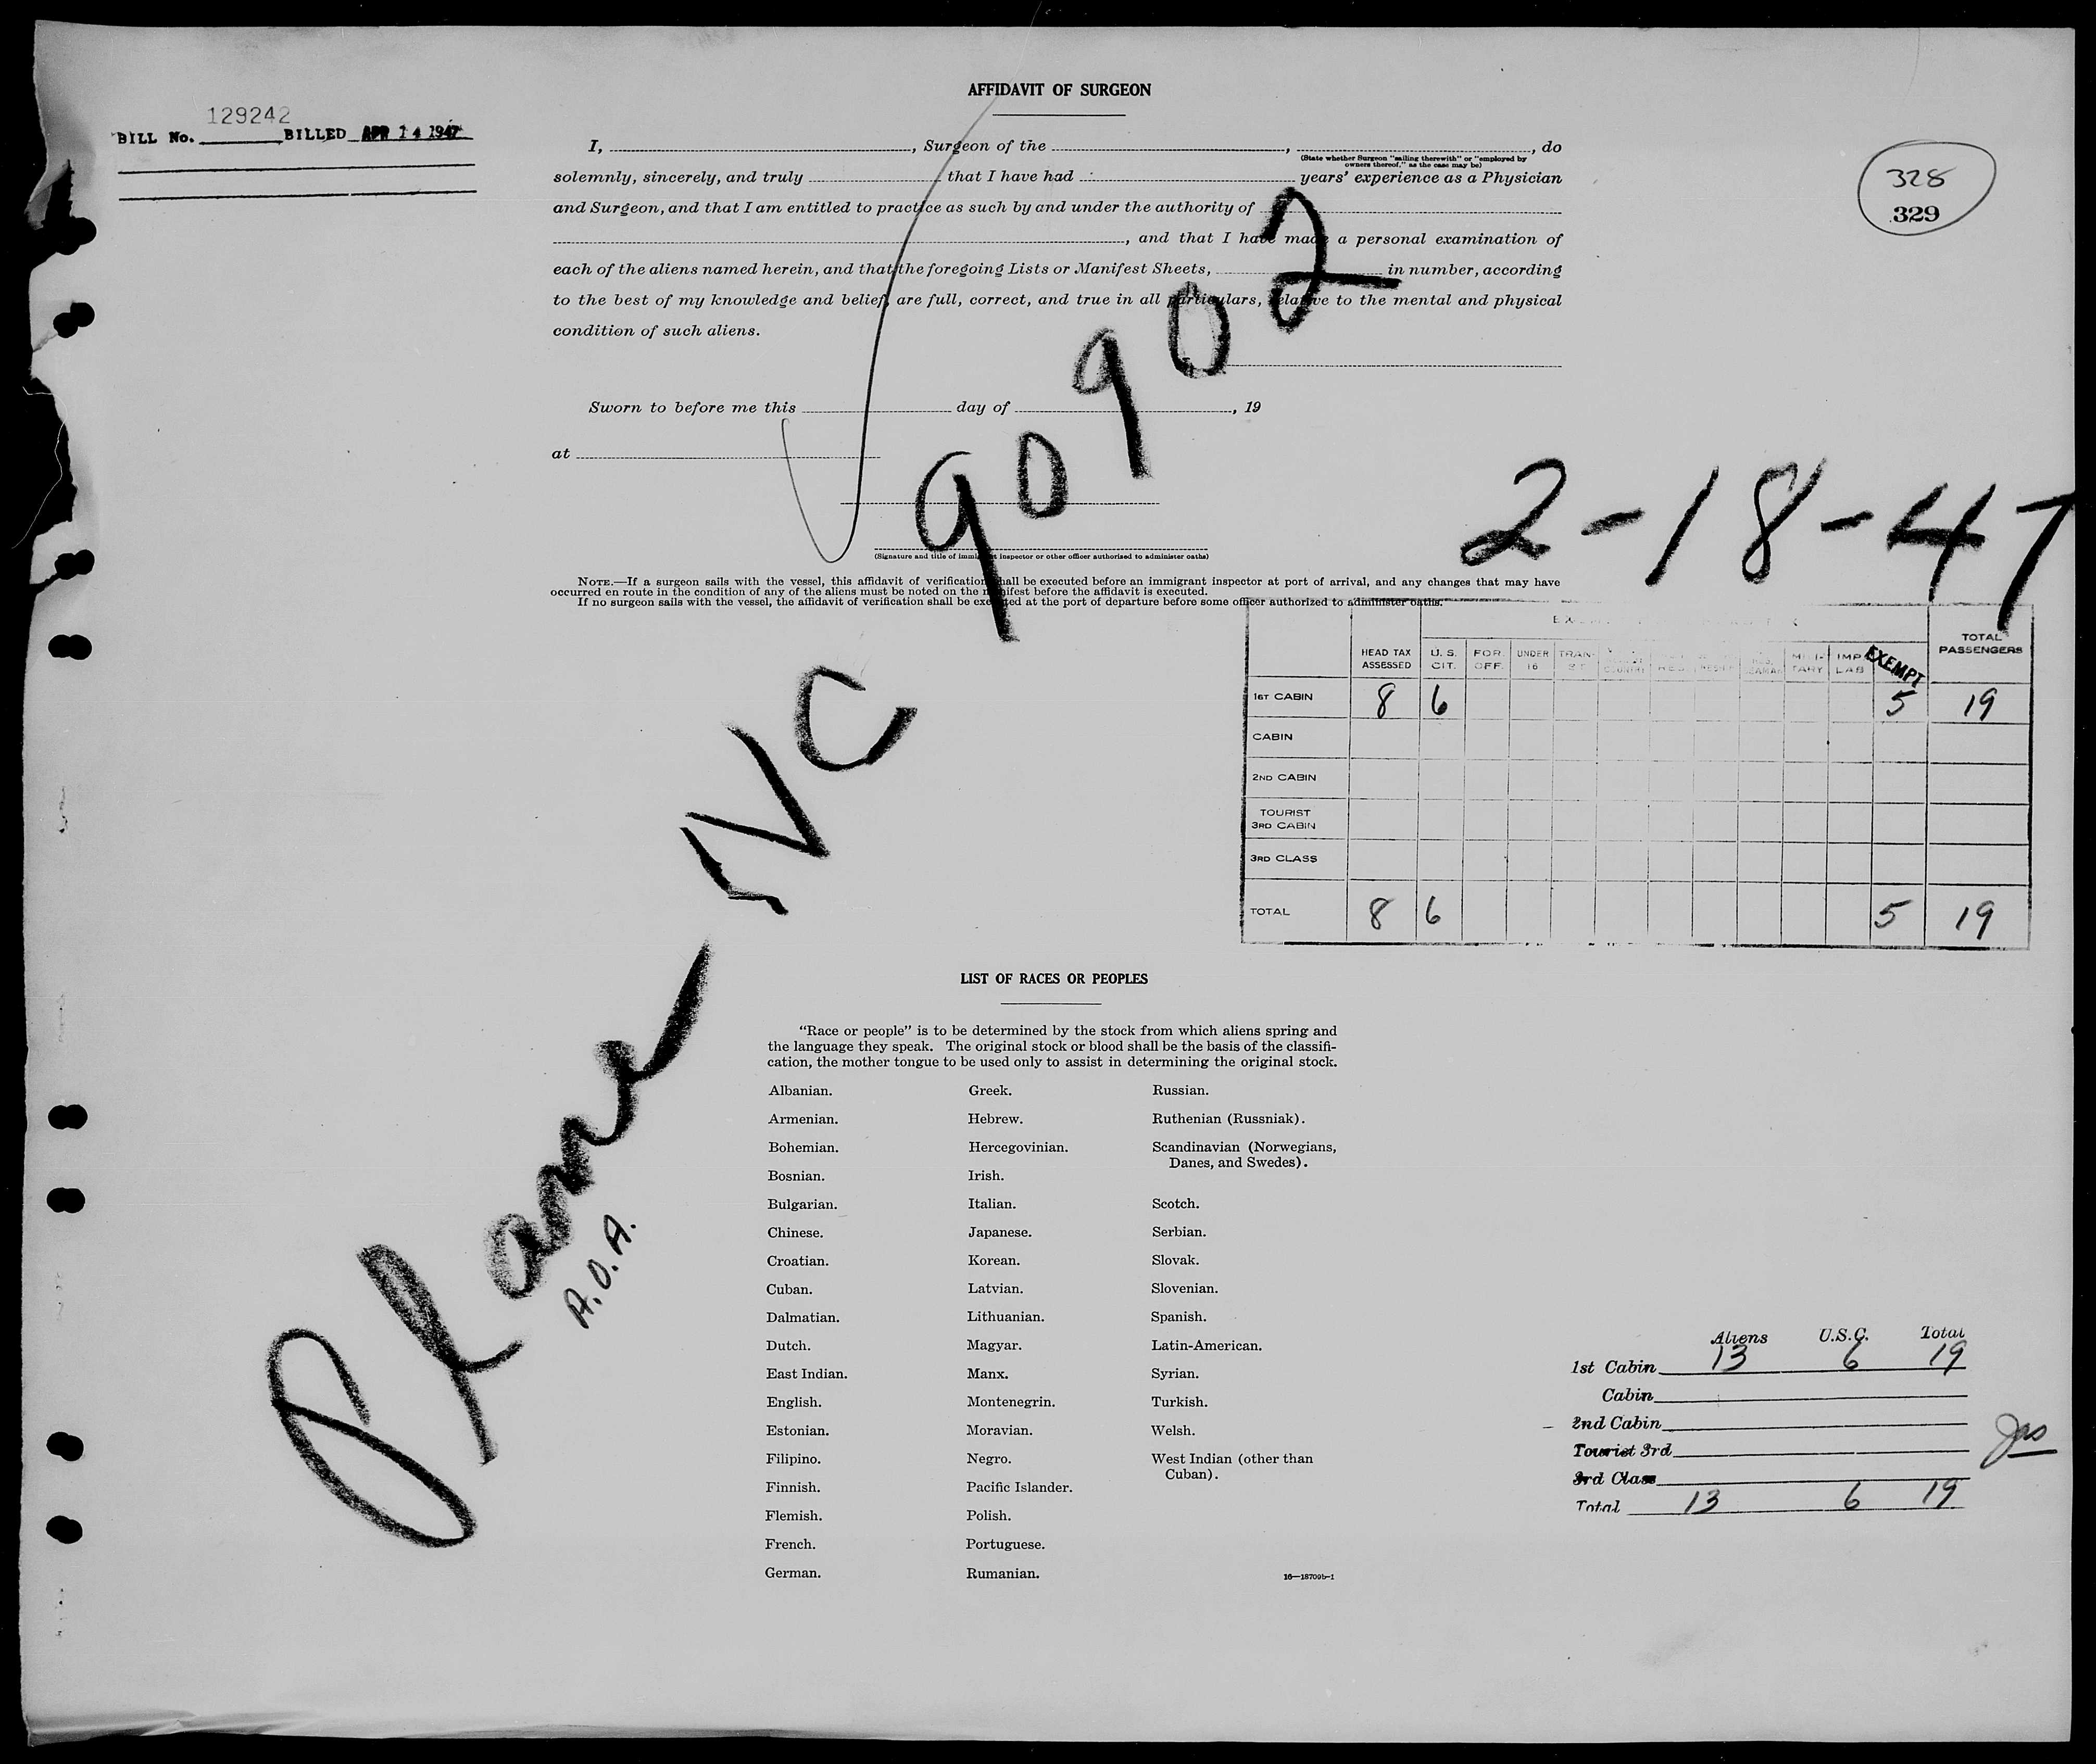 AFFIDAVIT OF SURGEON
129242
BILL No. BILLED APR 14 1947
I, , Surgeon of the , , do
(State whether Surgeon "sailing therewith" or "employed by
owners thereof," as the case may be)
solemnly, sincerely, and truly that I have had years' experience as a Physician
and Surgeon, and that I am entitled to practice as such by and under the authority of
, and that I have made a personal examination of
each of the aliens named herein, and that the foregoing Lists or Manifest Sheets, in number, according
to the best of my knowledge and belief, are full, correct, and true in all particulars, relative to the mental and physical
condition of such aliens.
328
329
Sworn to before me this day of , 19
at
(Signature and title of immigrant inspector or other officer authorized to administer oaths)
NOTE.—If a surgeon sails with the vessel, this affidavit of verification shall be executed before an immigrant inspector at port of arrival, and any changes that may have
occurred en route in the condition of any of the aliens must be noted on the manifest before the affidavit is executed.
If no surgeon sails with the vessel, the affidavit of verification shall be executed at the port of departure before some officer authorized to administer oaths.
Plane NC 90902
A.O.A.
2-18-47
HEAD TAX ASSESSED U. S. CIT. FOR. OFF. UNDER 16 EXEMPT TOTAL PASSENGERS
1ST CABIN 8 6 5 19
CABIN
2ND CABIN
TOURIST
3RD CABIN
3RD CLASS
TOTAL 8 6 5 19
LIST OF RACES OR PEOPLES
"Race or people" is to be determined by the stock from which aliens spring and
the language they speak. The original stock or blood shall be the basis of the classifi-
cation, the mother tongue to be used only to assist in determining the original stock.
Albanian. Greek. Russian.
Armenian. Hebrew. Ruthenian (Russniak).
Bohemian. Hercegovinian. Scandinavian (Norwegians,
Danes, and Swedes).
Bosnian. Irish.
Bulgarian. Italian. Scotch.
Chinese. Japanese. Serbian.
Croatian. Korean. Slovak.
Cuban. Latvian. Slovenian.
Dalmatian. Lithuanian. Spanish.
Dutch. Magyar. Latin-American.
East Indian. Manx. Syrian.
English. Montenegrin. Turkish.
Estonian. Moravian. Welsh.
Filipino. Negro. West Indian (other than
Cuban).
Finnish. Pacific Islander.
Flemish. Polish.
French. Portuguese.
German. Rumanian.
16—18709b-1
Aliens U.S.C. Total
1st Cabin 13 6 19
Cabin
2nd Cabin
Tourist 3rd
3rd Class
Total 13 6 19